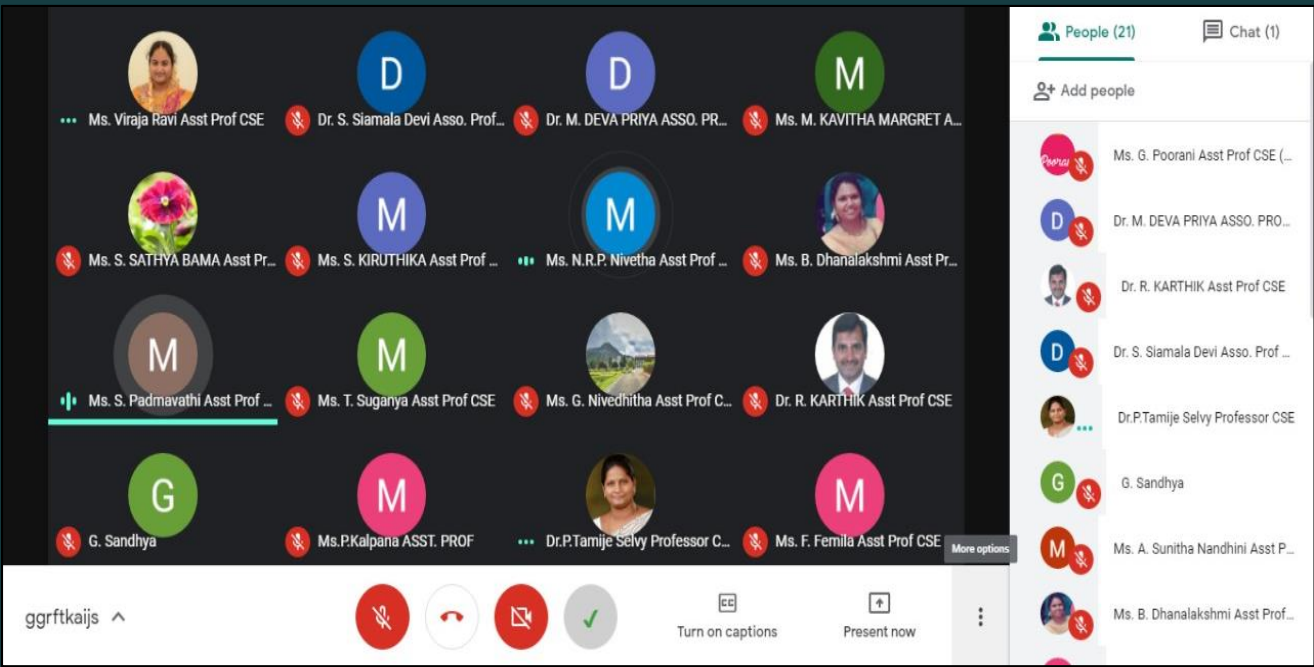 D
D
M
Ms. Viraja Ravi Asst Prof CSE
Dr. S. Siamala Devi Asso. Prof...
Dr. M. DEVA PRIYA ASSO. PR...
Ms. M. KAVITHA MARGRET A...
M
M
Ms. S. SATHYA BAMA Asst Pr...
Ms. S. KIRUTHIKA Asst Prof ...
Ms. N.R.P. Nivetha Asst Prof ...
Ms. B. Dhanalakshmi Asst Pr...
M
M
Ms. S. Padmavathi Asst Prof ...
Ms. T. Suganya Asst Prof CSE
Ms. G. Nivedhitha Asst Prof C...
Dr. R. KARTHIK Asst Prof CSE
G
M
M
G. Sandhya
Ms.P.Kalpana ASST. PROF
Dr.P.Tamije Selvy Professor C...
Ms. F. Femila Asst Prof CSE
More options
ggrftkaijs
CC
Turn on captions
Present now
People (21)
Chat (1)
Add people
Ms. G. Poorani Asst Prof CSE (...
D
Dr. M. DEVA PRIYA ASSO. PRO...
Dr. R. KARTHIK Asst Prof CSE
D
Dr. S. Siamala Devi Asso. Prof ...
Dr.P.Tamije Selvy Professor CSE
G
G. Sandhya
M
Ms. A. Sunitha Nandhini Asst P...
Ms. B. Dhanalakshmi Asst Prof...